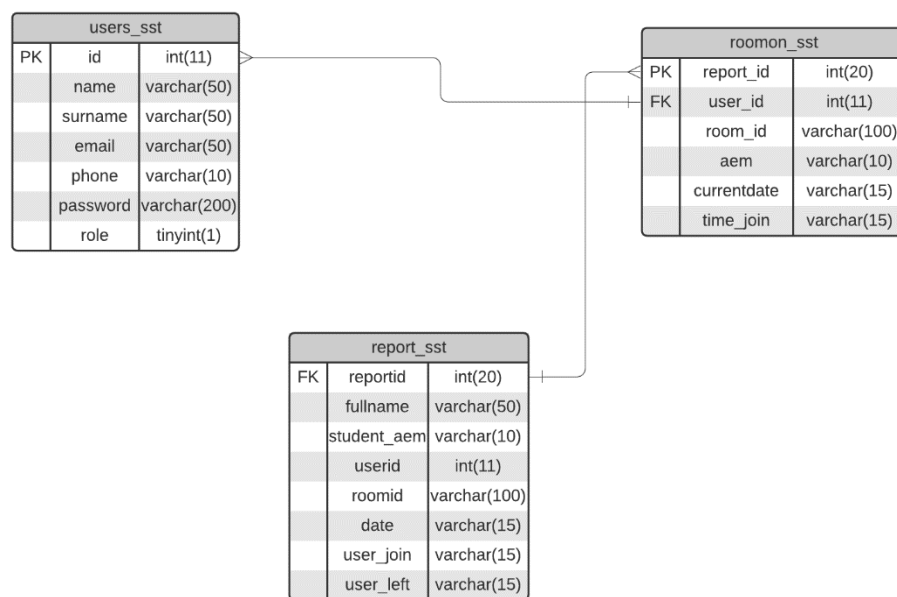 users_sst
PK id int(11)
name varchar(50)
surname varchar(50)
email varchar(50)
phone varchar(10)
password varchar(200)
role tinyint(1)
roomon_sst
PK report_id int(20)
FK user_id int(11)
room_id varchar(100)
aem varchar(10)
currentdate varchar(15)
time_join varchar(15)
report_sst
FK reportid int(20)
fullname varchar(50)
student_aem varchar(10)
userid int(11)
roomid varchar(100)
date varchar(15)
user_join varchar(15)
user_left varchar(15)